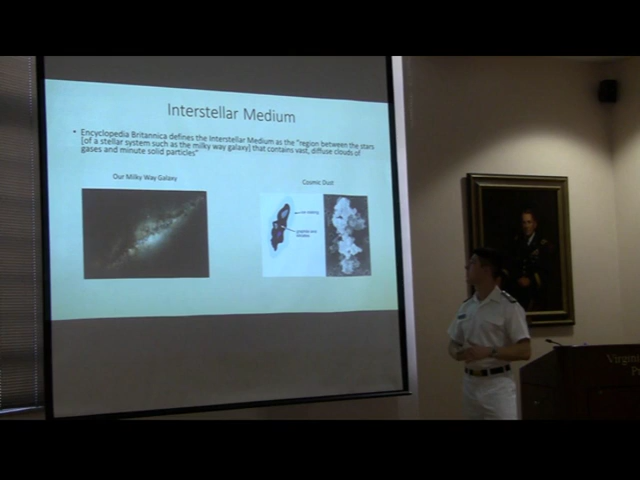 Interstellar Medium
• Encyclopedia Britannica defines the Interstellar Medium as the "region between the stars
[of a stellar system such as the milky way galaxy] that contains vast, diffuse clouds of
gases and minute solid particles"
Our Milky Way Galaxy
Cosmic Dust